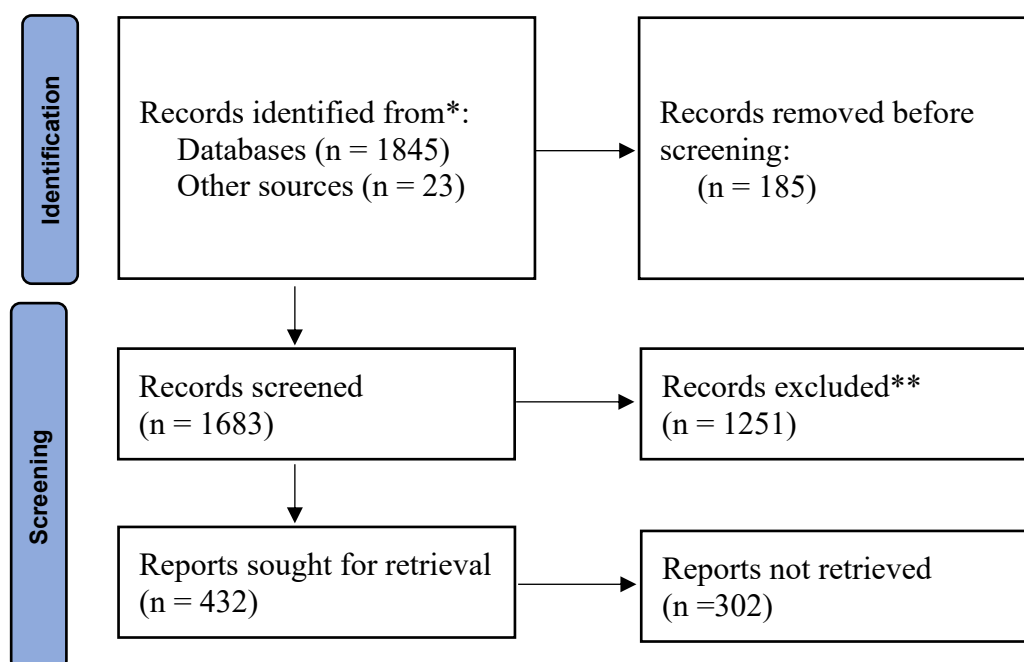 Identification
Records identified from*:
Databases (n = 1845)
Other sources (n = 23)
Records removed before
screening:
(n = 185)
Screening
Records screened
(n = 1683)
Records excluded**
(n = 1251)
Reports sought for retrieval
(n = 432)
Reports not retrieved
(n =302)